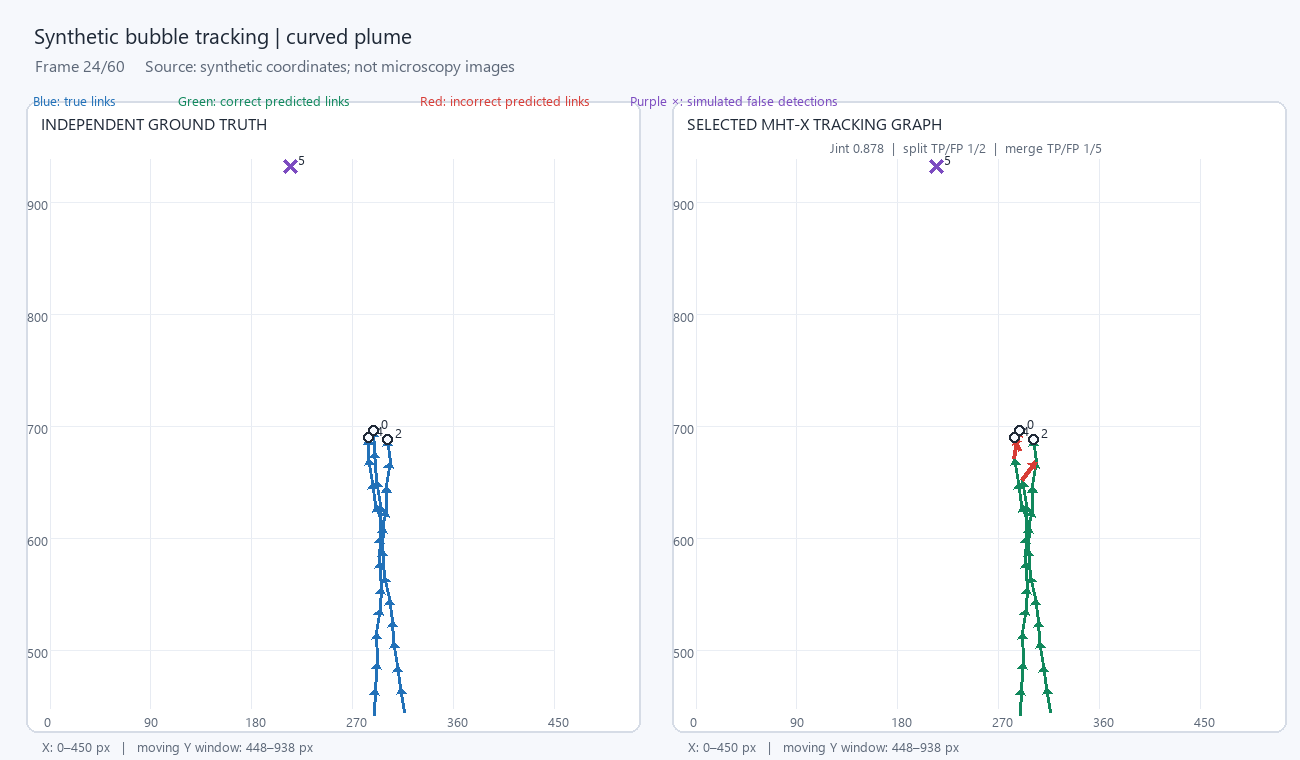 Synthetic bubble tracking | curved plume
Frame 24/60 Source: synthetic coordinates; not microscopy images
Blue: true links Green: correct predicted links Red: incorrect predicted links Purple ×: simulated false detections
INDEPENDENT GROUND TRUTH
5
900
800
700
600
500
0
4
2
0 90 180 270 360 450
X: 0–450 px | moving Y window: 448–938 px
SELECTED MHT-X TRACKING GRAPH
Jint 0.878 | split TP/FP 1/2 | merge TP/FP 1/5
5
900
800
700
600
500
0
4
2
0 90 180 270 360 450
X: 0–450 px | moving Y window: 448–938 px